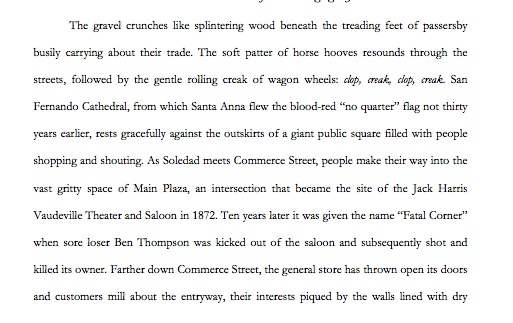 The gravel crunches like splintering wood beneath the treading feet of passersby
busily carrying about their trade. The soft patter of horse hooves resounds through the
streets, followed by the gentle rolling creak of wagon wheels: clop, creak, clop, creak. San
Fernando Cathedral, from which Santa Anna flew the blood-red “no quarter” flag not thirty
years earlier, rests gracefully against the outskirts of a giant public square filled with people
shopping and shouting. As Soledad meets Commerce Street, people make their way into the
vast gritty space of Main Plaza, an intersection that became the site of the Jack Harris
Vaudeville Theater and Saloon in 1872. Ten years later it was given the name “Fatal Corner”
when sore loser Ben Thompson was kicked out of the saloon and subsequently shot and
killed its owner. Farther down Commerce Street, the general store has thrown open its doors
and customers mill about the entryway, their interests piqued by the walls lined with dry